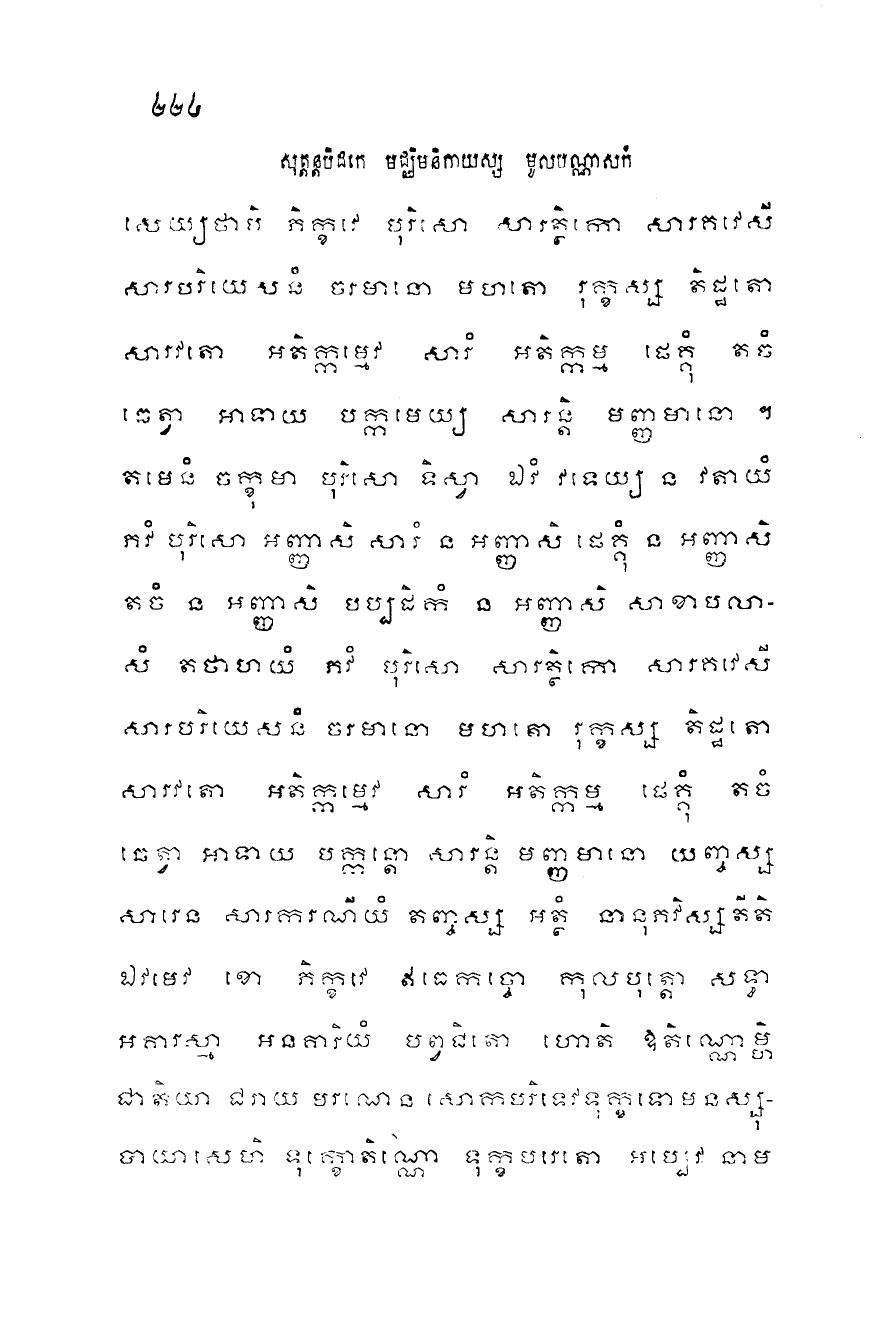 ២២៤
សុត្តន្តបិដកេ មជ្ឈិមនិកាយស្ស មូលបណ្ណាសកំ
សេយ្យថាបិ ភិក្ខវេ បុរិសោ សារត្ថិកោ សារគវេសី
សារបរិយេសនំ ចរមានោ មហតោ រុក្ខស្ស តិដ្ឋតោ
សារវតោ អតិក្កម្មេវ សារំ អតិក្កម្ម ផេគ្គុំ តចំ
ឆេត្វា អាទាយ បក្កមេយ្យ សារន្តិ មញ្ញមានោ ។
តមេនំ ចក្ខុមា បុរិសោ ទិស្វា ឯវំ វទេយ្យ ន វតាយំ
ភវំ បុរិសោ អញ្ញាសិ សារំ ន អញ្ញាសិ ផេគ្គុំ ន អញ្ញាសិ
តចំ ន អញ្ញាសិ បប្បដិកំ ន អញ្ញាសិ សាខាបលា-
សំ តថាហយំ ភវំ បុរិសោ សារត្ថិកោ សារគវេសី
សារបរិយេសនំ ចរមានោ មហតោ រុក្ខស្ស តិដ្ឋតោ
សារវតោ អតិក្កម្មេវ សារំ អតិក្កម្ម ផេគ្គុំ តចំ
ឆេត្វា អាទាយ បក្កន្តោ សារន្តិ មញ្ញមានោ យញ្ចស្ស
សារេន សារករណីយំ តញ្ចស្ស អត្ថំ នានុភវិស្សតីតិ
ឯវមេវ ខោ ភិក្ខវេ ឥធេកច្ចោ កុលបុត្តោ សទ្ធា
អគារស្មា អនគារិយំ បព្វជិតោ ហោតិ ឱតិណ្ណោម្ហិ
ជាតិយា ជរាយ មរណេន សោកបរិទេវទុក្ខទោមនស្សុ-
បាយាសេហិ ទុក្ខោតិណ្ណោ ទុក្ខបរេតោ អប្បេវ នាម